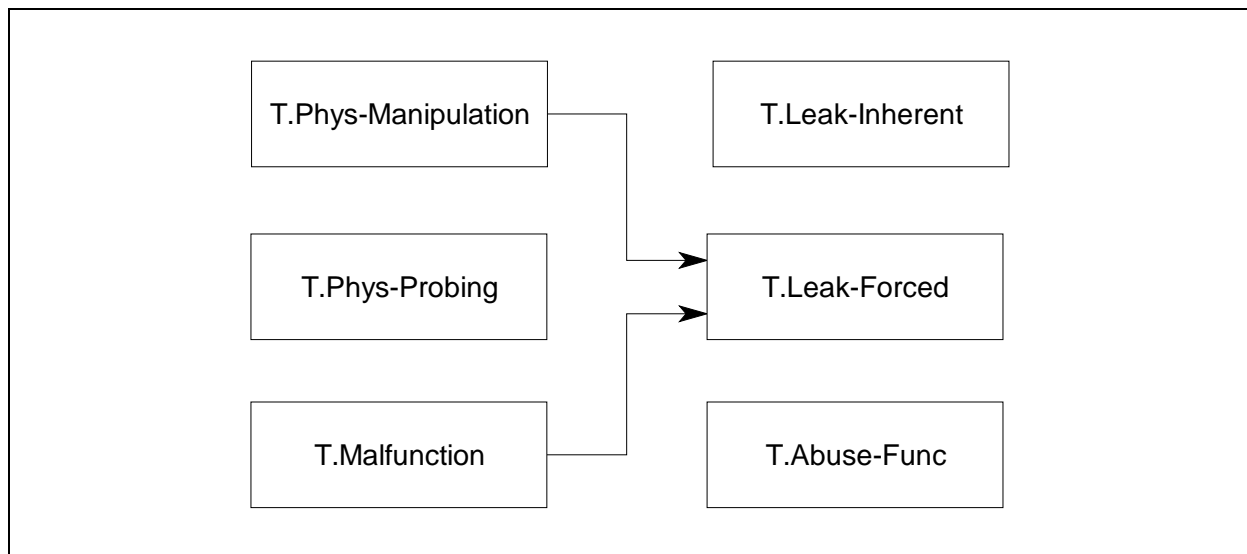 T.Phys-Manipulation
T.Leak-Inherent
T.Phys-Probing
T.Leak-Forced
T.Malfunction
T.Abuse-Func